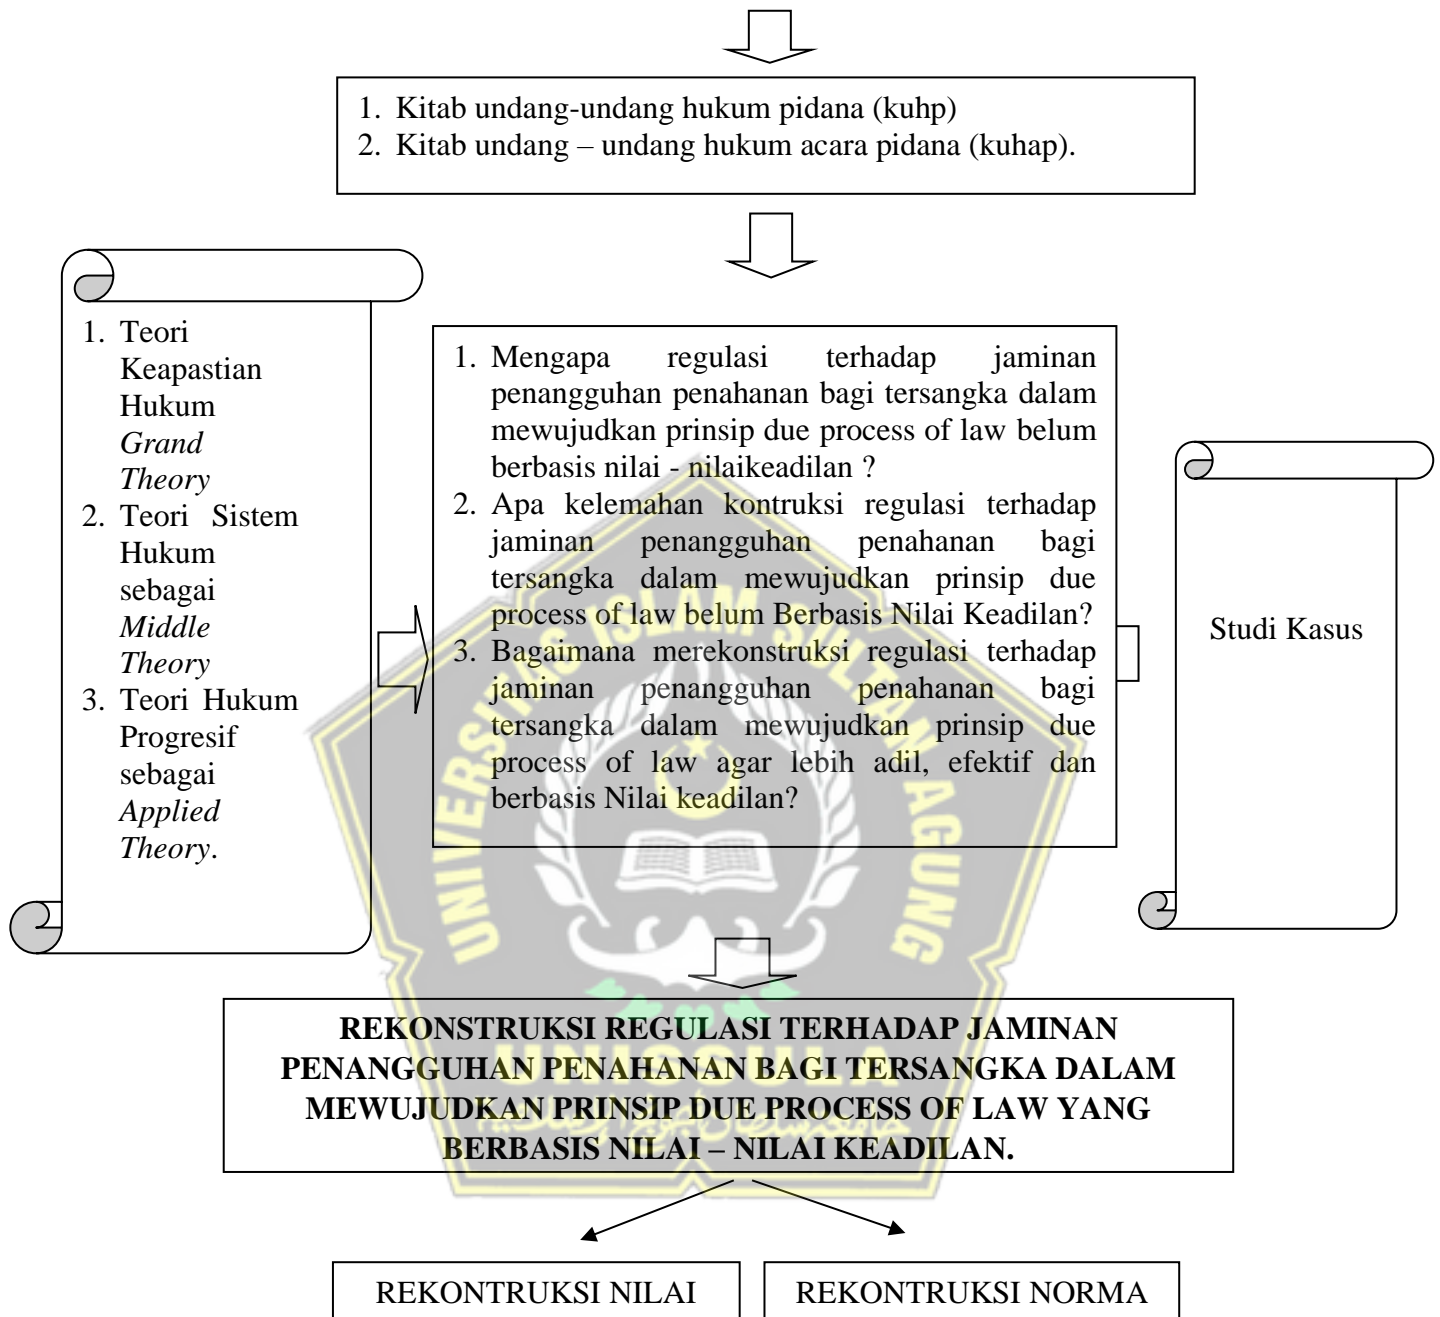 1. Kitab undang-undang hukum pidana (kuhp)
2. Kitab undang – undang hukum acara pidana (kuhap).
1. Teori
Keapastian
Hukum
Grand
Theory
2. Teori Sistem
Hukum
sebagai
Middle
Theory
3. Teori Hukum
Progresif
sebagai
Applied
Theory.
1. Mengapa regulasi terhadap jaminan
penangguhan penahanan bagi tersangka dalam
mewujudkan prinsip due process of law belum
berbasis nilai - nilaikeadilan ?
2. Apa kelemahan kontruksi regulasi terhadap
jaminan penangguhan penahanan bagi
tersangka dalam mewujudkan prinsip due
process of law belum Berbasis Nilai Keadilan?
3. Bagaimana merekonstruksi regulasi terhadap
jaminan penangguhan penahanan bagi
tersangka dalam mewujudkan prinsip due
process of law agar lebih adil, efektif dan
berbasis Nilai keadilan?
Studi Kasus
UNIVERSITAS ISLAM SULTAN AGUNG
UNISSULA
REKONSTRUKSI REGULASI TERHADAP JAMINAN
PENANGGUHAN PENAHANAN BAGI TERSANGKA DALAM
MEWUJUDKAN PRINSIP DUE PROCESS OF LAW YANG
BERBASIS NILAI – NILAI KEADILAN.
REKONTRUKSI NILAI
REKONTRUKSI NORMA